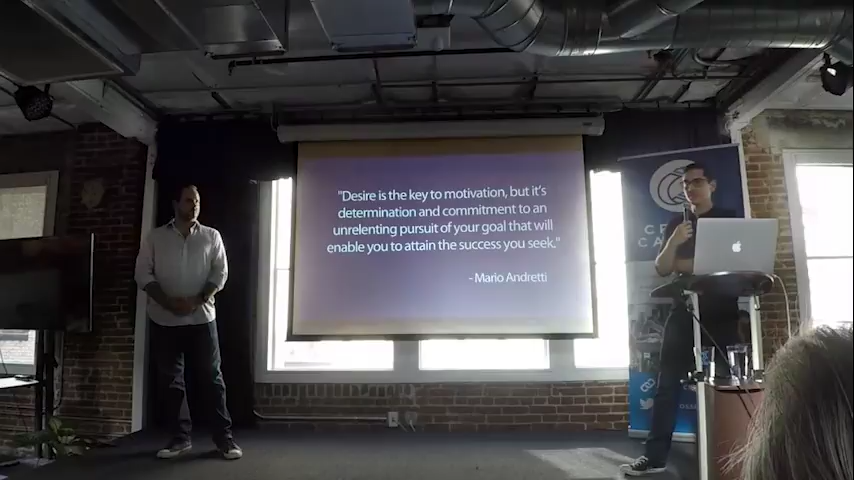 "Desire is the key to motivation, but it's
determination and commitment to an
unrelenting pursuit of your goal that will
enable you to attain the success you seek."
- Mario Andretti